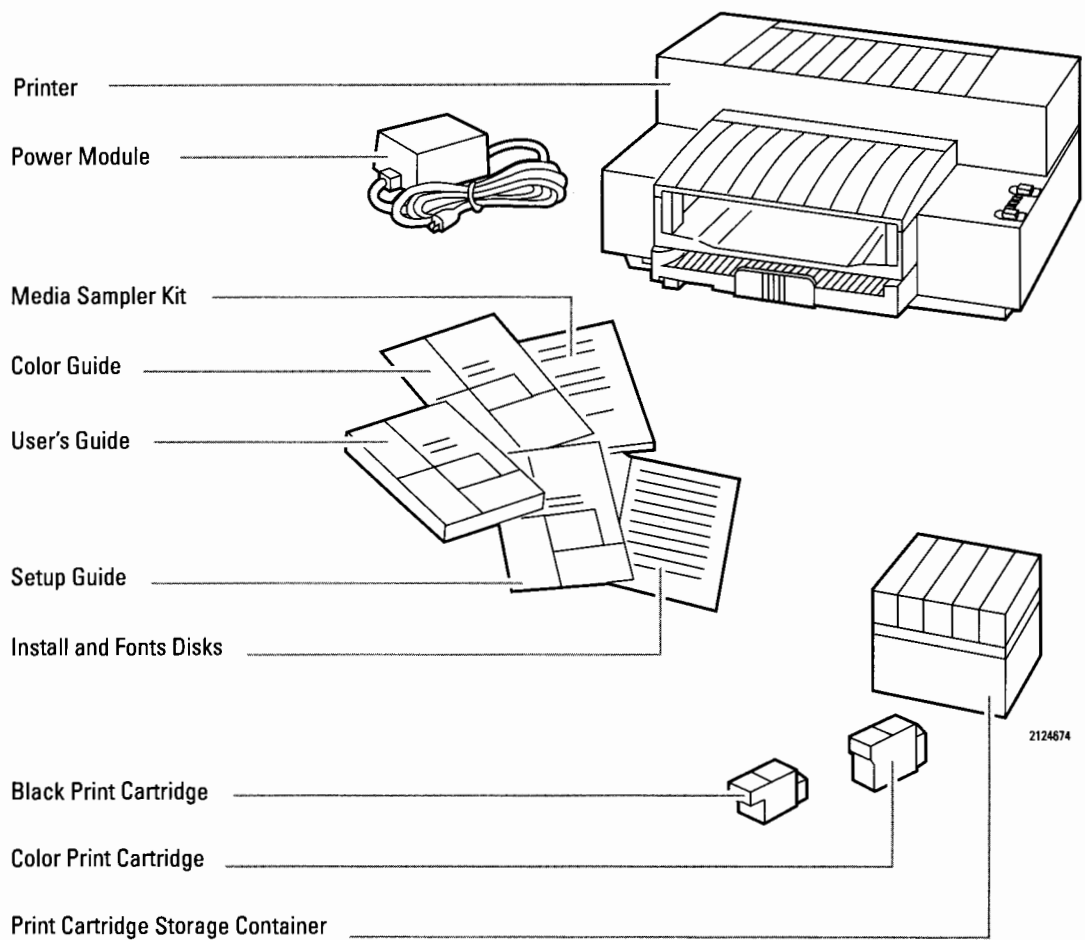 Printer
Power Module
Media Sampler Kit
Color Guide
User's Guide
Setup Guide
Install and Fonts Disks
2124674
Black Print Cartridge
Color Print Cartridge
Print Cartridge Storage Container